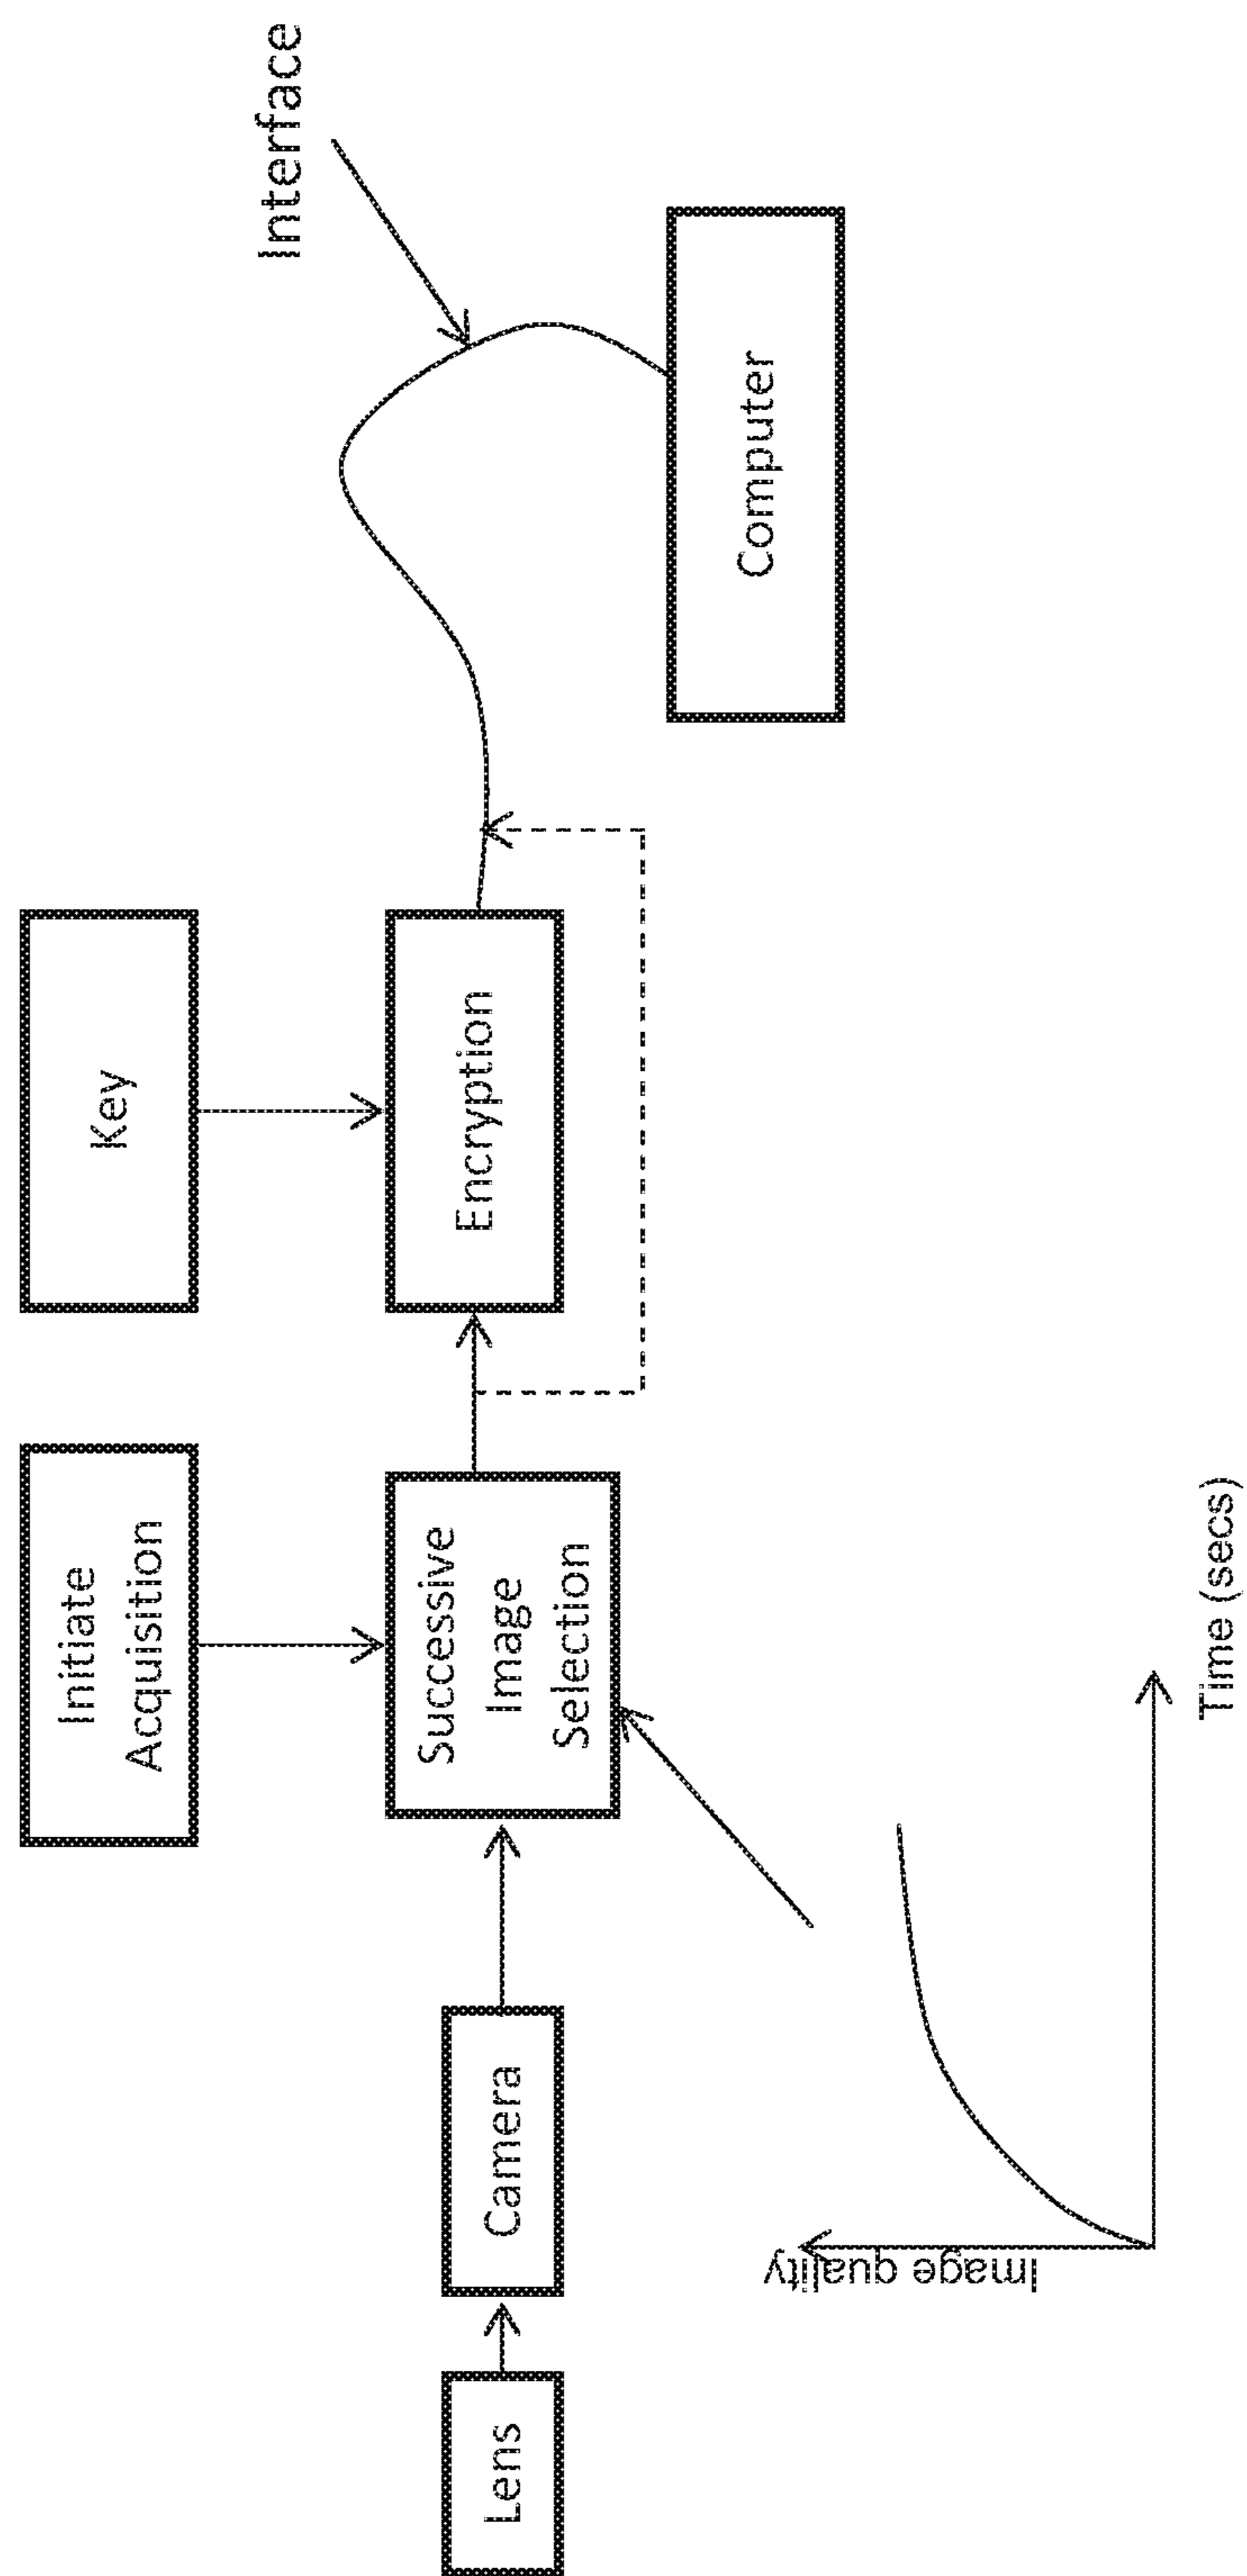 Initiate
Acquisition
Key
Interface
Lens
Camera
Successive
Image
Selection
Encryption
Computer
Image quality
Time (secs)